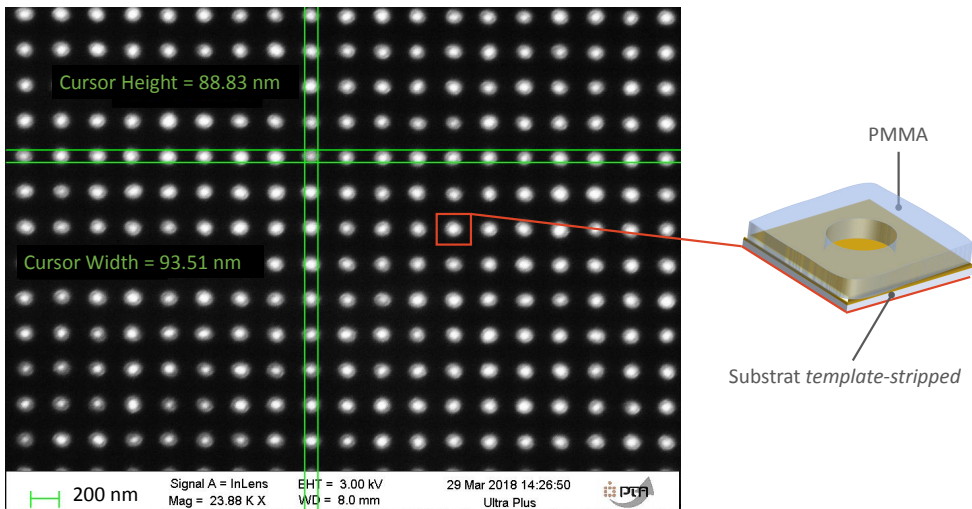 Cursor Height = 88.83 nm
PMMA
Cursor Width = 93.51 nm
Substrat template-stripped
200 nm
Signal A = InLens
Mag = 23.88 K X
EHT = 3.00 kV
WD = 8.0 mm
29 Mar 2018 14:26:50
Ultra Plus
PTA